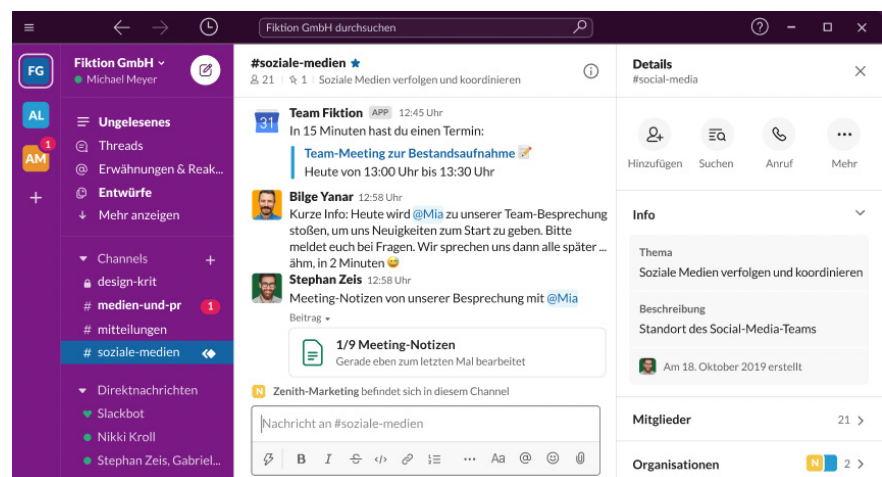 Fiktion GmbH durchsuchen
FG
AL
AM
1
Fiktion GmbH
Michael Meyer
Ungelesenes
Threads
@ Erwähnungen & Reak...
Entwürfe
Mehr anzeigen
Channels +
design-krit
# medien-und-pr 1
# mitteilungen
# soziale-medien
Direktnachrichten
Slackbot
Nikki Kroll
Stephan Zeis, Gabriel...
#soziale-medien
21 | 1 | Soziale Medien verfolgen und koordinieren
31
Team Fiktion APP 12:45 Uhr
In 15 Minuten hast du einen Termin:
Team-Meeting zur Bestandsaufnahme
Heute von 13:00 Uhr bis 13:30 Uhr
Bilge Yanar 12:58 Uhr
Kurze Info: Heute wird @Mia zu unserer Team-Besprechung
stoßen, um uns Neuigkeiten zum Start zu geben. Bitte
meldet euch bei Fragen. Wir sprechen uns dann alle später ...
ähm, in 2 Minuten 😅
Stephan Zeis 12:58 Uhr
Meeting-Notizen von unserer Besprechung mit @Mia
Beitrag
1/9 Meeting-Notizen
Gerade eben zum letzten Mal bearbeitet
N Zenith-Marketing befindet sich in diesem Channel
Nachricht an #soziale-medien
B I S </> ... Aa @
Details
#social-media
Hinzufügen Suchen Anruf Mehr
Info
Thema
Soziale Medien verfolgen und koordinieren
Beschreibung
Standort des Social-Media-Teams
Am 18. Oktober 2019 erstellt
Mitglieder 21 >
Organisationen N 2 >